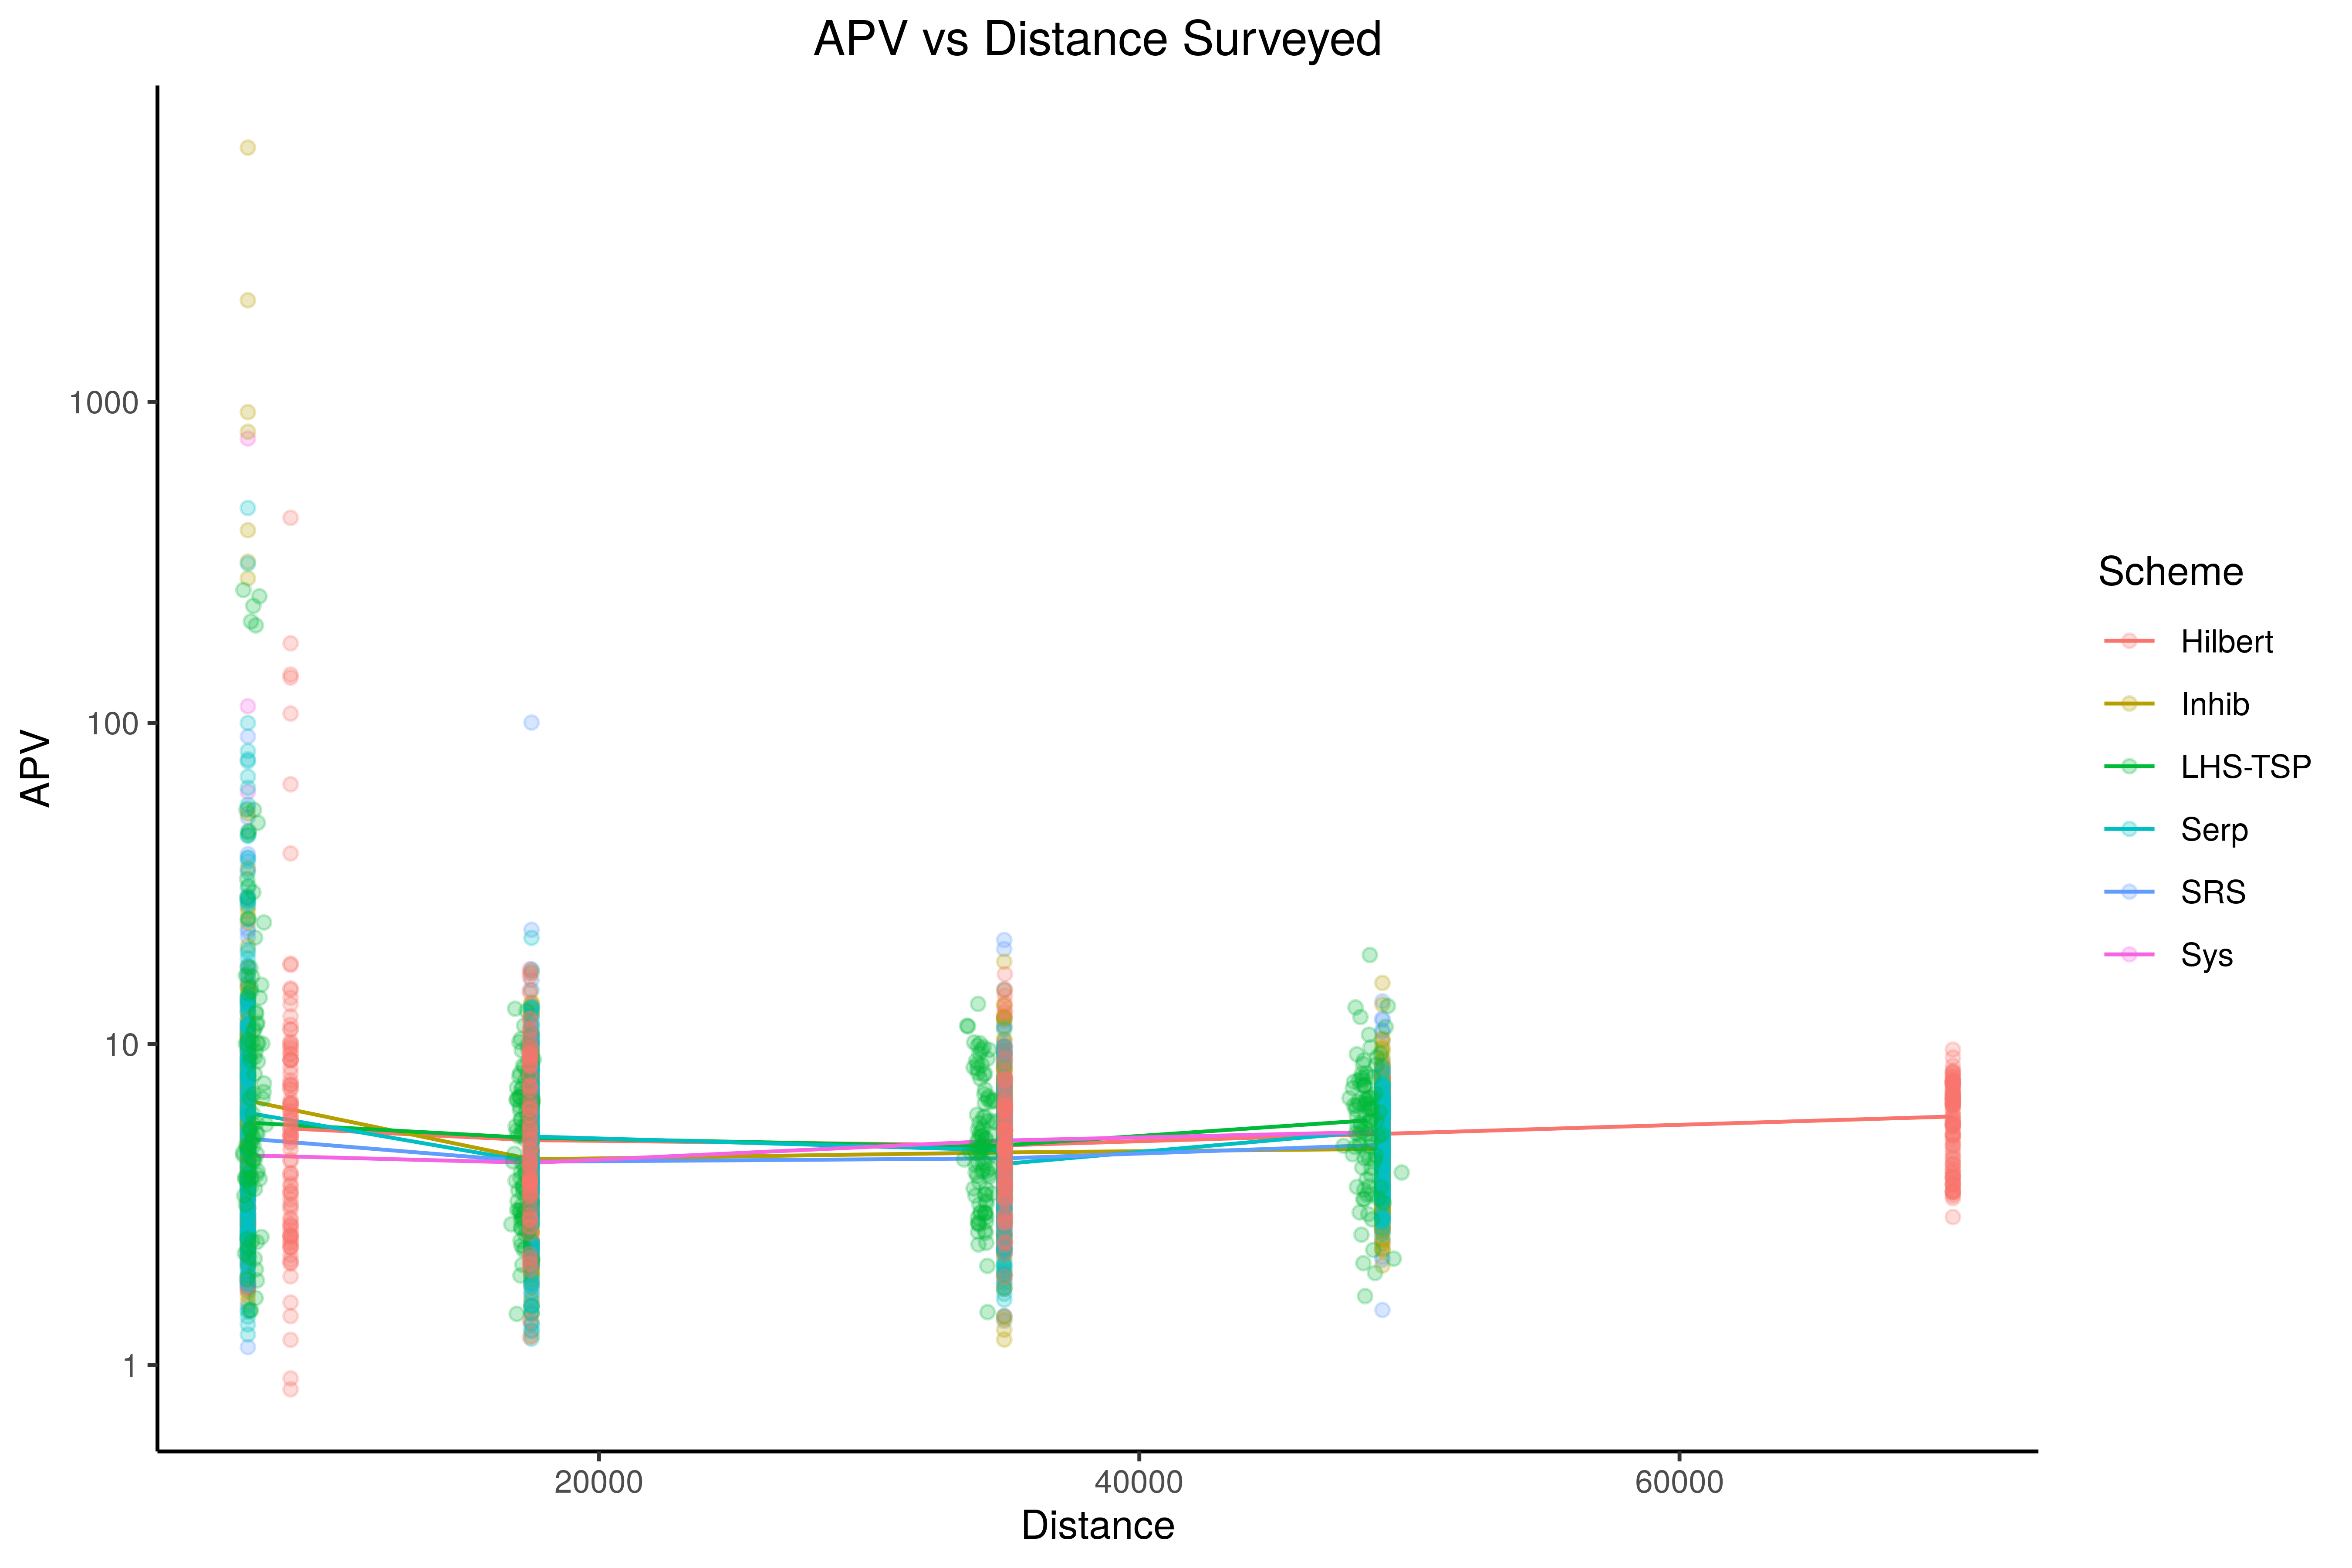 APV vs Distance Surveyed
APV
1000
100
10
1
20000
40000
60000
Distance
Scheme
Hilbert
Inhib
LHS-TSP
Serp
SRS
Sys